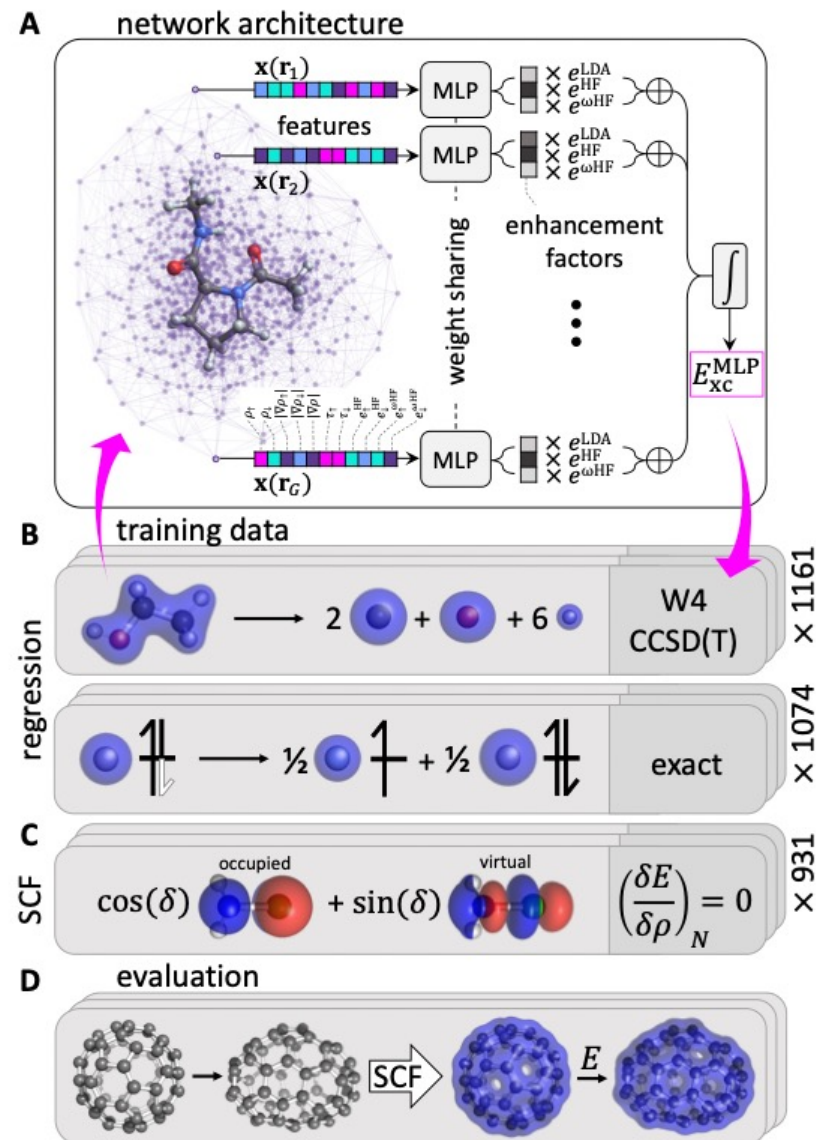 A network architecture
x(r₁)
MLP
× e^LDA
× e^HF
× e^ωHF
features
x(r₂)
MLP
× e^LDA
× e^HF
× e^ωHF
enhancement
factors
weight sharing
∫
E_xc^MLP
ρ↑ ρ↓ |∇ρ↑| |∇ρ↓| |∇ρ| τ↑ τ↓ e↑^HF e↓^HF e↑^ωHF e↓^ωHF
x(r_G)
MLP
× e^LDA
× e^HF
× e^ωHF
B training data
regression
2 + + 6
W4
CCSD(T)
× 1161
½ + ½
exact
× 1074
C
SCF
occupied
virtual
cos(δ) + sin(δ)
(δE/δρ)_N = 0
× 931
D evaluation
SCF
E